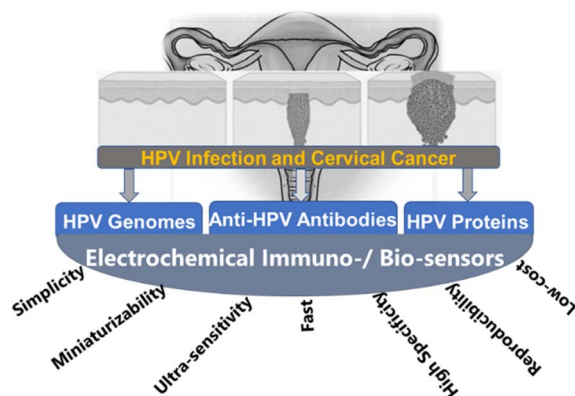 HPV Infection and Cervical Cancer
HPV Genomes
Anti-HPV Antibodies
HPV Proteins
Electrochemical Immuno-/ Bio-sensors
Simplicity
Miniaturizability
Ultra-sensitivity
Fast
High Specificity
Reproducibility
Low-cost